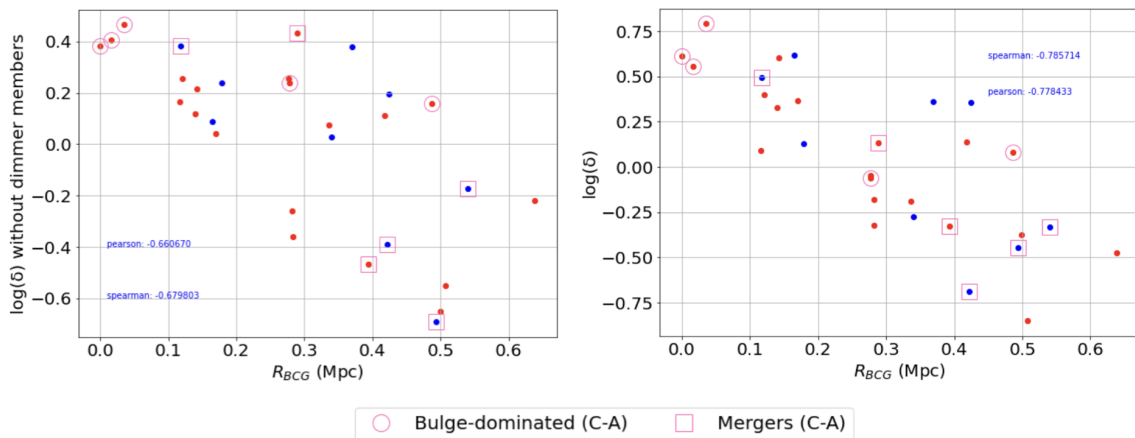 0.4
0.2
0.0
−0.2
−0.4
−0.6
log(δ) without dimmer members
pearson: -0.660670
spearman: -0.679803
0.0 0.1 0.2 0.3 0.4 0.5 0.6
R_BCG (Mpc)
0.75
0.50
0.25
0.00
−0.25
−0.50
−0.75
log(δ)
spearman: -0.785714
pearson: -0.778433
0.0 0.1 0.2 0.3 0.4 0.5 0.6
R_BCG (Mpc)
Bulge-dominated (C-A) Mergers (C-A)